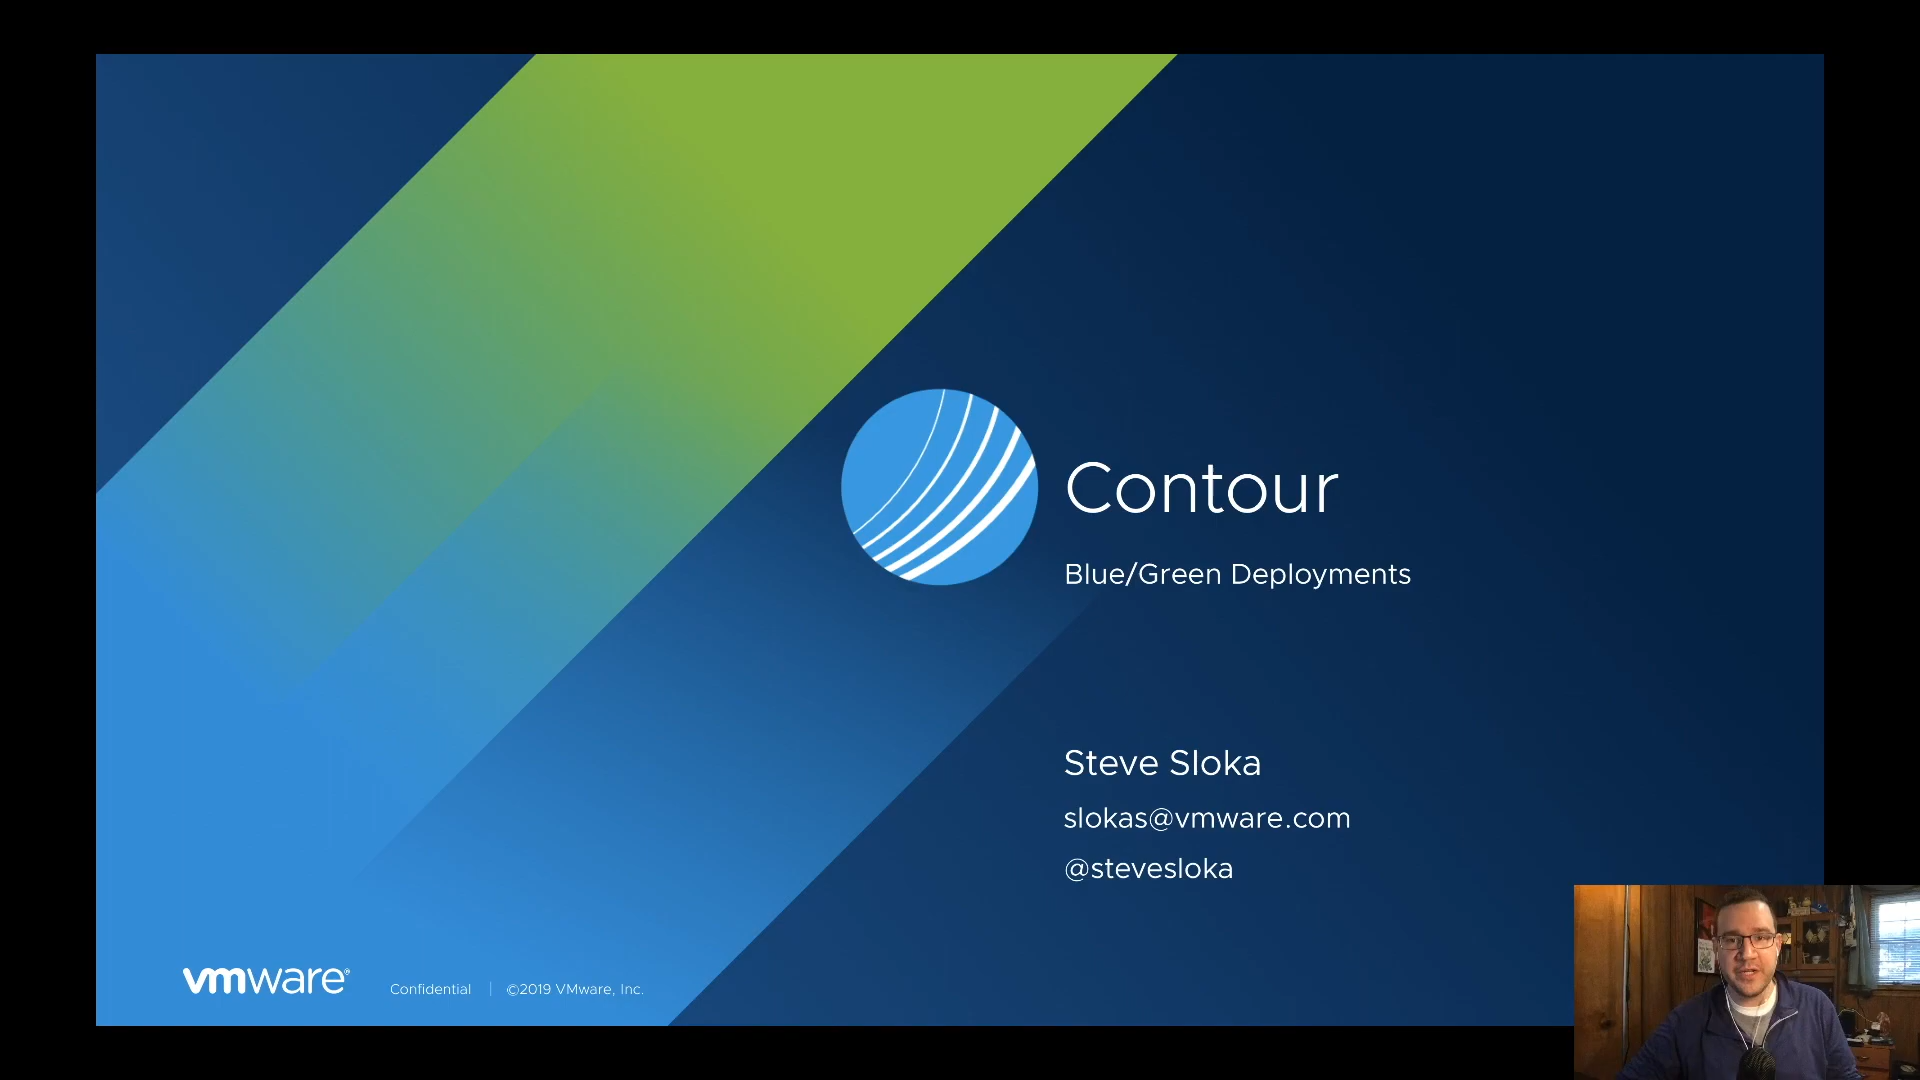 Contour
Blue/Green Deployments
Steve Sloka
slokas@vmware.com
@stevesloka
vmware®
Confidential | ©2019 VMware, Inc.